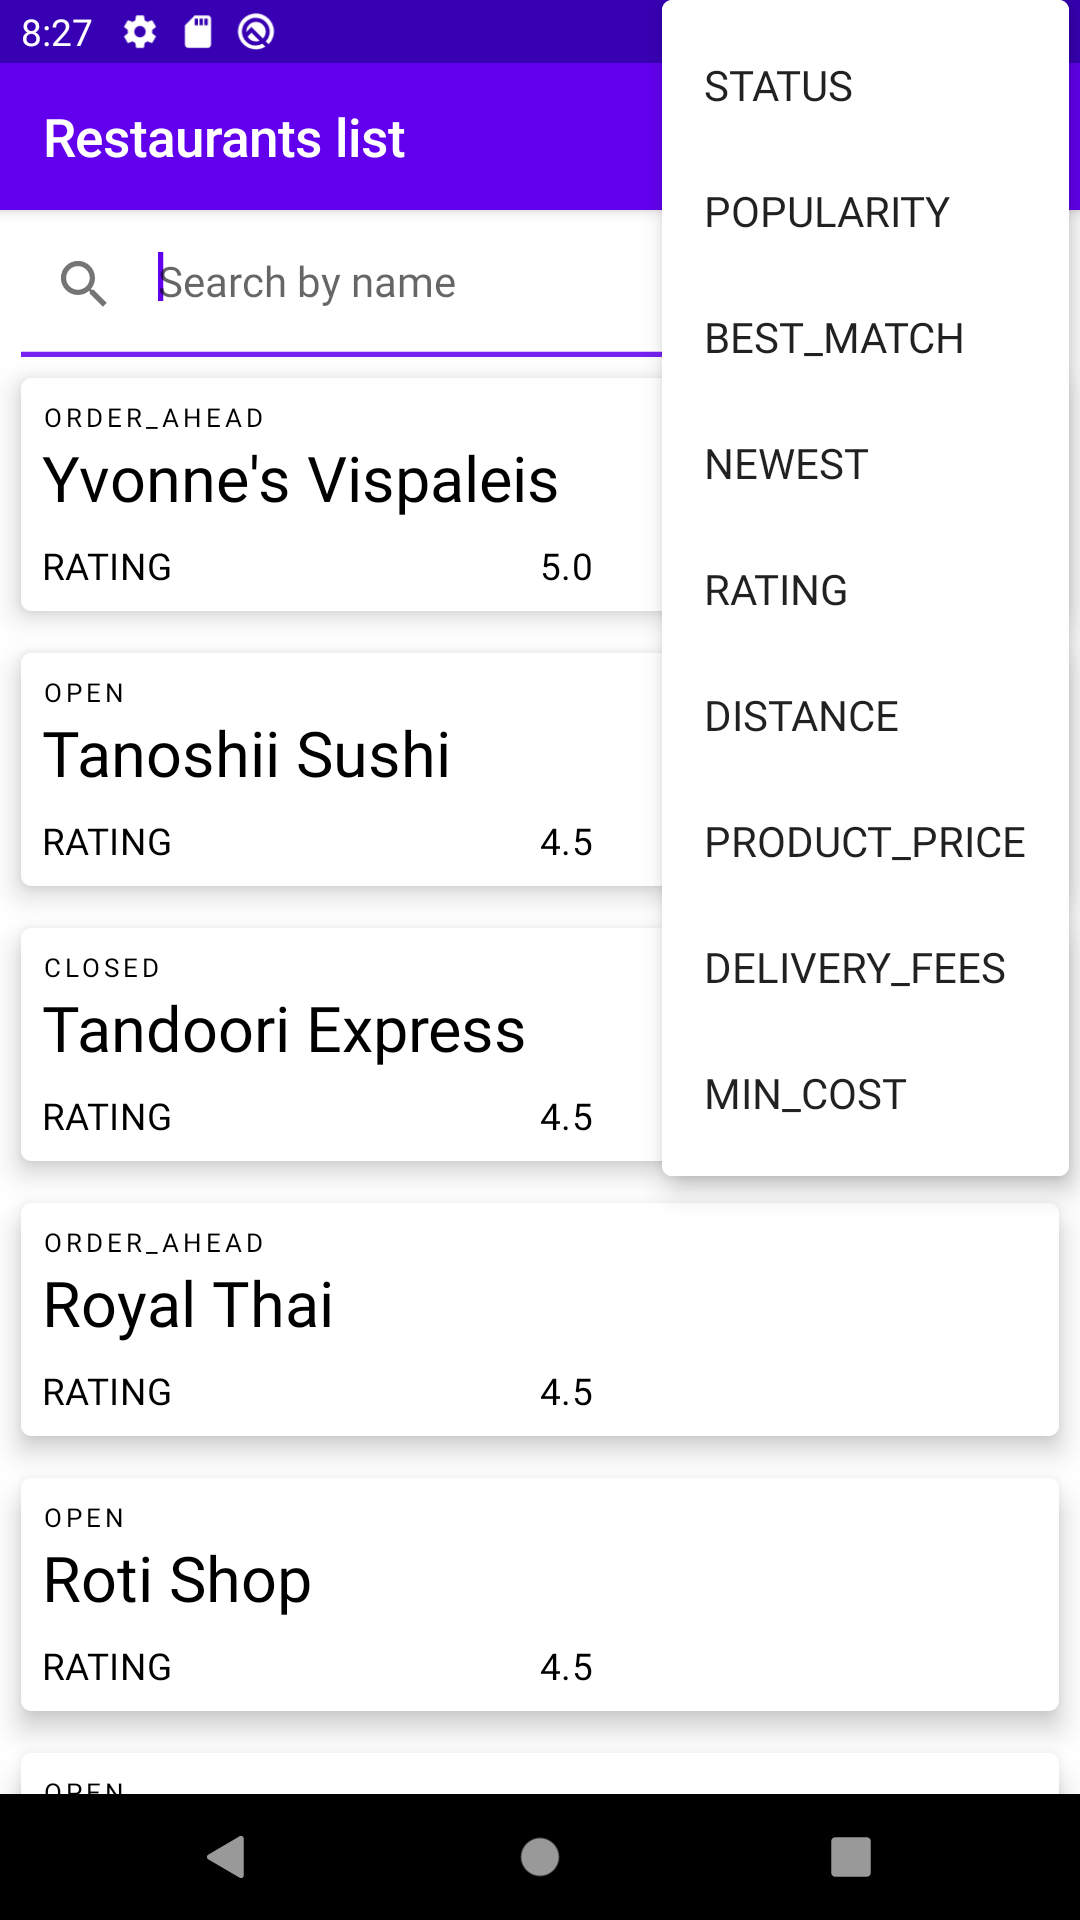 8:27
Restaurants list
Search by name
ORDER_AHEAD
Yvonne's Vispaleis
RATING 5.0
OPEN
Tanoshii Sushi
RATING 4.5
CLOSED
Tandoori Express
RATING 4.5
ORDER_AHEAD
Royal Thai
RATING 4.5
OPEN
Roti Shop
RATING 4.5
OPEN
STATUS
POPULARITY
BEST_MATCH
NEWEST
RATING
DISTANCE
PRODUCT_PRICE
DELIVERY_FEES
MIN_COST